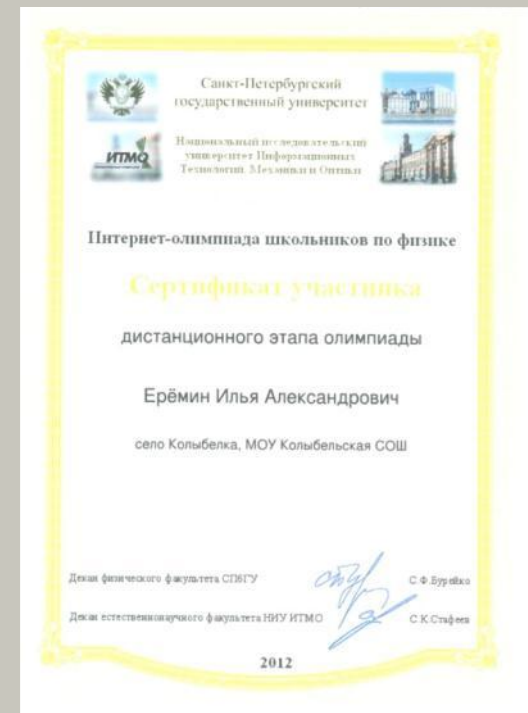 Санкт-Петербургский
государственный университет
ИТМО
Национальный исследовательский
университет Информационных
Технологий, Механики и Оптики
Интернет-олимпиада школьников по физике
Сертификат участника
дистанционного этапа олимпиады
Ерёмин Илья Александрович
село Колыбелка, МОУ Колыбельская СОШ
Декан физического факультета СПбГУ С.Ф.Бурейко
Декан естественнонаучного факультета НИУ ИТМО С.К.Стафеев
2012